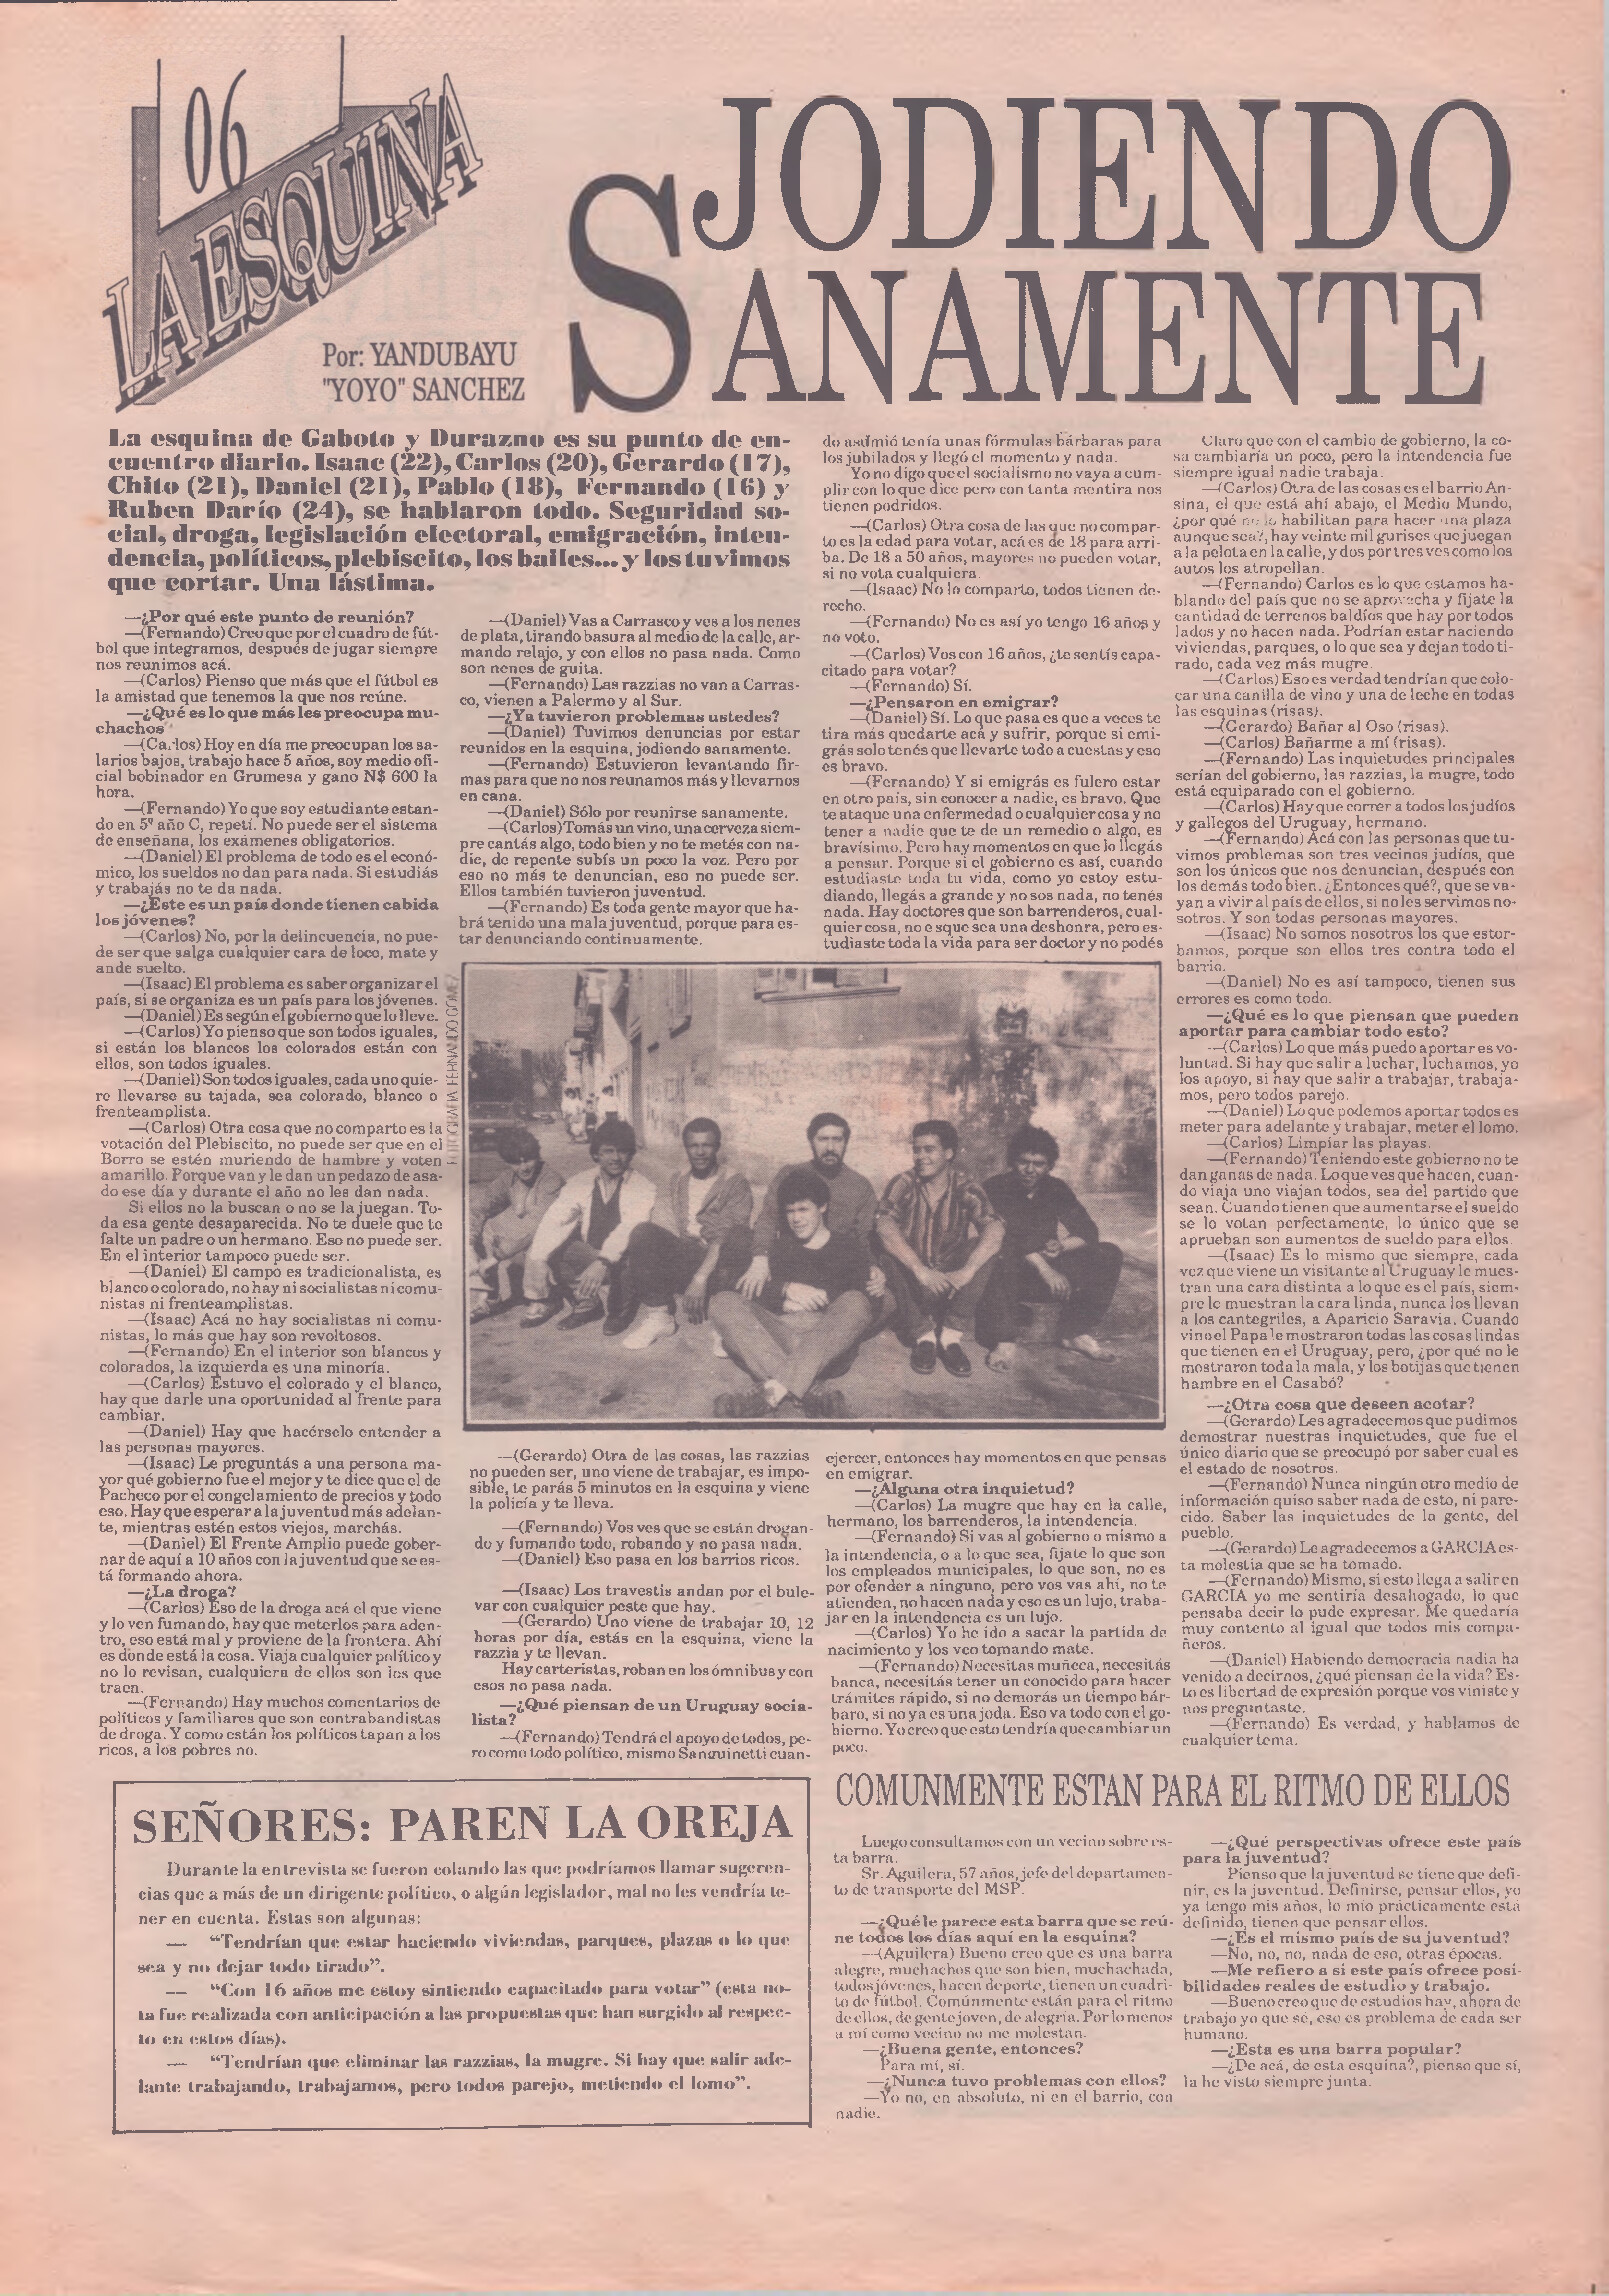 06
LA ESQUINA
Por: YANDUBAYU
"YOYO" SANCHEZ
JODIENDO
SANAMENTE
La esquina de Gaboto y Durazno es su punto de en-
cuentro diario. Isaac (22), Carlos (20), Gerardo (17),
Chito (21), Daniel (21), Pablo (18), Fernando (16) y
Ruben Darío (24), se hablaron todo. Seguridad so-
cial, droga, legislación electoral, emigración, inten-
dencia, políticos, plebiscito, los bailes... y los tuvimos
que cortar. Una lástima.
—¿Por qué este punto de reunión?
—(Fernando) Creo que por el cuadro de fút-
bol que integramos, después de jugar siempre
nos reunimos acá.
—(Carlos) Pienso que más que el fútbol es
la amistad que tenemos la que nos reúne.
—¿Qué es lo que más les preocupa mu-
chachos
—(Carlos) Hoy en día me preocupan los sa-
larios bajos, trabajo hace 5 años, soy medio ofi-
cial bobinador en Grumesa y gano N$ 600 la
hora.
—(Fernando) Yo que soy estudiante estan-
do en 5º año C, repetí. No puede ser el sistema
de enseñana, los exámenes obligatorios.
—(Daniel) El problema de todo es el econó-
mico, los sueldos no dan para nada. Si estudiás
y trabajás no te da nada.
—¿Este es un país donde tienen cabida
los jóvenes?
—(Carlos) No, por la delincuencia, no pue-
de ser que salga cualquier cara de loco, mate y
ande suelto.
—(Isaac) El problema es saber organizar el
país, si se organiza es un país para los jóvenes.
—(Daniel) Es según el gobierno que lo lleve.
—(Carlos) Yo pienso que son todos iguales,
si están los blancos los colorados están con
ellos, son todos iguales.
—(Daniel) Son todos iguales, cada uno quie-
re llevarse su tajada, sea colorado, blanco o
frenteamplista.
—(Carlos) Otra cosa que no comparto es la
votación del Plebiscito, no puede ser que en el
Borro se estén muriendo de hambre y voten
amarillo. Porque van y le dan un pedazo de asa-
do ese día y durante el año no les dan nada.
Si ellos no la buscan o no se la juegan. To-
da esa gente desaparecida. No te duele que te
falte un padre o un hermano. Eso no puede ser.
En el interior tampoco puede ser.
—(Daniel) El campo es tradicionalista, es
blanco o colorado, no hay ni socialistas ni comu-
nistas ni frenteamplistas.
—(Isaac) Acá no hay socialistas ni comu-
nistas, lo más que hay son revoltosos.
—(Fernando) En el interior son blancos y
colorados, la izquierda es una minoría.
—(Carlos) Estuvo el colorado y el blanco,
hay que darle una oportunidad al frente para
cambiar.
—(Daniel) Hay que hacérselo entender a
las personas mayores.
—(Isaac) Le preguntás a una persona ma-
yor qué gobierno fue el mejor y te dice que el de
Pacheco por el congelamiento de precios y todo
eso. Hay que esperar a la juventud más adelan-
te, mientras estén estos viejos, marchás.
—(Daniel) El Frente Amplio puede gober-
nar de aquí a 10 años con la juventud que se es-
tá formando ahora.
—¿La droga?
—(Carlos) Eso de la droga acá el que viene
y lo ven fumando, hay que meterlos para aden-
tro, eso está mal y proviene de la frontera. Ahí
es donde está la cosa. Viaja cualquier político y
no lo revisan, cualquiera de ellos son los que
traen.
—(Fernando) Hay muchos comentarios de
políticos y familiares que son contrabandistas
de droga. Y como están los políticos tapan a los
ricos, a los pobres no.
—(Daniel) Vas a Carrasco y ves a los nenes
de plata, tirando basura al medio de la calle, ar-
mando relajo, y con ellos no pasa nada. Como
son nenes de guita.
—(Fernando) Las razzias no van a Carras-
co, vienen a Palermo y al Sur.
—¿Ya tuvieron problemas ustedes?
—(Daniel) Tuvimos denuncias por estar
reunidos en la esquina, jodiendo sanamente.
—(Fernando) Estuvieron levantando fir-
mas para que no nos reunamos más y llevarnos
en cana.
—(Daniel) Sólo por reunirse sanamente.
—(Carlos) Tomás un vino, una cerveza siem-
pre cantás algo, todo bien y no te metés con na-
die, de repente subís un poco la voz. Pero por
eso no más te denuncian, eso no puede ser.
Ellos también tuvieron juventud.
—(Fernando) Es toda gente mayor que ha-
brá tenido una mala juventud, porque para es-
tar denunciando continuamente.
FOTOGRAFIA FERNANDO GOMEZ
—(Gerardo) Otra de las cosas, las razzias
no pueden ser, uno viene de trabajar, es impo-
sible, te parás 5 minutos en la esquina y viene
la policía y te lleva.
—(Fernando) Vos ves que se están drogan-
do y fumando todo, robando y no pasa nada.
—(Daniel) Eso pasa en los barrios ricos.
—(Isaac) Los travestis andan por el bule-
var con cualquier peste que hay.
—(Gerardo) Uno viene de trabajar 10, 12
horas por día, estás en la esquina, viene la
razzia y te llevan.
Hay carteristas, roban en los ómnibus y con
esos no pasa nada.
—¿Qué piensan de un Uruguay socia-
lista?
—(Fernando) Tendrá el apoyo de todos, pe-
ro como todo político, mismo Sanguinetti cuan-
do asumió tenía unas fórmulas bárbaras para
los jubilados y llegó el momento y nada.
Yo no digo que el socialismo no vaya a cum-
plir con lo que dice pero con tanta mentira nos
tienen podridos.
—(Carlos) Otra cosa de las que no compar-
to es la edad para votar, acá es de 18 para arri-
ba. De 18 a 50 años, mayores no pueden votar,
si no vota cualquiera.
—(Isaac) No lo comparto, todos tienen de-
recho.
—(Fernando) No es así yo tengo 16 años y
no voto.
—(Carlos) Vos con 16 años, ¿te sentís capa-
citado para votar?
—(Fernando) Sí.
—¿Pensaron en emigrar?
—(Daniel) Sí. Lo que pasa es que a veces te
tira más quedarte acá y sufrir, porque si emi-
grás solo tenés que llevarte todo a cuestas y eso
es bravo.
—(Fernando) Y si emigrás es fulero estar
en otro país, sin conocer a nadie, es bravo. Que
te ataque una enfermedad o cualquier cosa y no
tener a nadie que te de un remedio o algo, es
bravísimo. Pero hay momentos en que lo llegás
a pensar. Porque si el gobierno es así, cuando
estudiaste toda tu vida, como yo estoy estu-
diando, llegás a grande y no sos nada, no tenés
nada. Hay doctores que son barrenderos, cual-
quier cosa, no e sque sea una deshonra, pero es-
tudiaste toda la vida para ser doctor y no podés
ejercer, entonces hay momentos en que pensas
en emigrar.
—¿Alguna otra inquietud?
—(Carlos) La mugre que hay en la calle,
hermano, los barrenderos, la intendencia.
—(Fernando) Si vas al gobierno o mismo a
la intendencia, o a lo que sea, fijate lo que son
los empleados municipales, lo que son, no es
por ofender a ninguno, pero vos vas ahí, no te
atienden, no hacen nada y eso es un lujo, traba-
jar en la intendencia es un lujo.
—(Carlos) Yo he ido a sacar la partida de
nacimiento y los veo tomando mate.
—(Fernando) Necesitas muñeca, necesitás
banca, necesitás tener un conocido para hacer
trámites rápido, si no demorás un tiempo bár-
baro, si no ya es una joda. Eso va todo con el go-
bierno. Yo creo que esto tendría que cambiar un
poco.
Claro que con el cambio de gobierno, la co-
sa cambiaría un poco, pero la intendencia fue
siempre igual nadie trabaja.
—(Carlos) Otra de las cosas es el barrio An-
sina, el que está ahí abajo, el Medio Mundo,
¿por qué no lo habilitan para hacer una plaza
aunque sea?, hay veinte mil gurises que juegan
a la pelota en la calle, y dos por tres ves como los
autos los atropellan.
—(Fernando) Carlos es lo que estamos ha-
blando del país que no se aprovecha y fijate la
cantidad de terrenos baldíos que hay por todos
lados y no hacen nada. Podrían estar haciendo
viviendas, parques, o lo que sea y dejan todo ti-
rado, cada vez más mugre.
—(Carlos) Eso es verdad tendrían que colo-
car una canilla de vino y una de leche en todas
las esquinas (risas).
—(Gerardo) Bañar al Oso (risas).
—(Carlos) Bañarme a mí (risas).
—(Fernando) Las inquietudes principales
serían del gobierno, las razzias, la mugre, todo
está equiparado con el gobierno.
—(Carlos) Hay que correr a todos los judíos
y gallegos del Uruguay, hermano.
—(Fernando) Acá con las personas que tu-
vimos problemas son tres vecinos judíos, que
son los únicos que nos denuncian, después con
los demás todo bien. ¿Entonces qué?, que se va-
yan a vivir al país de ellos, si no les servimos no-
sotros. Y son todas personas mayores.
—(Isaac) No somos nosotros los que estor-
bamos, porque son ellos tres contra todo el
barrio.
—(Daniel) No es así tampoco, tienen sus
errores es como todo.
—¿Qué es lo que piensan que pueden
aportar para cambiar todo esto?
—(Carlos) Lo que más puedo aportar es vo-
luntad. Si hay que salir a luchar, luchamos, yo
los apoyo, si hay que salir a trabajar, trabaja-
mos, pero todos parejo.
—(Daniel) Lo que podemos aportar todos es
meter para adelante y trabajar, meter el lomo.
—(Carlos) Limpiar las playas.
—(Fernando) Teniendo este gobierno no te
dan ganas de nada. Lo que ves que hacen, cuan-
do viaja uno viajan todos, sea del partido que
sean. Cuando tienen que aumentarse el sueldo
se lo votan perfectamente, lo único que se
aprueban son aumentos de sueldo para ellos.
—(Isaac) Es lo mismo que siempre, cada
vez que viene un visitante al Uruguay le mues-
tran una cara distinta a lo que es el país, siem-
pre le muestran la cara linda, nunca los llevan
a los cantegriles, a Aparicio Saravia. Cuando
vino el Papa le mostraron todas las cosas lindas
que tienen en el Uruguay, pero, ¿por qué no le
mostraron toda la mala, y los botijas que tienen
hambre en el Casabó?
—¿Otra cosa que deseen acotar?
—(Gerardo) Les agradecemos que pudimos
demostrar nuestras inquietudes, que fue el
único diario que se preocupó por saber cual es
el estado de nosotros.
—(Fernando) Nunca ningún otro medio de
información quiso saber nada de esto, ni pare-
cido. Saber las inquietudes de la gente, del
pueblo.
—(Gerardo) Le agradecemos a GARCIA es-
ta molestia que se ha tomado.
—(Fernando) Mismo, si esto llega a salir en
GARCIA yo me sentiría desahogado, lo que
pensaba decir lo pude expresar. Me quedaría
muy contento al igual que todos mis compa-
ñeros.
—(Daniel) Habiendo democracia nadia ha
venido a decirnos, ¿qué piensan de la vida? Es-
to es libertad de expresión porque vos viniste y
nos preguntaste.
—(Fernando) Es verdad, y hablamos de
cualquier tema.
SEÑORES: PAREN LA OREJA
Durante la entrevista se fueron colando las que podríamos llamar sugeren-
cias que a más de un dirigente político, o algún legislador, mal no les vendría te-
ner en cuenta. Estas son algunas:
— “Tendrían que estar haciendo viviendas, parques, plazas o lo que
sea y no dejar todo tirado”.
— “Con 16 años me estoy sintiendo capacitado para votar” (esta no-
ta fue realizada con anticipación a las propuestas que han surgido al respec-
to en estos días).
— “Tendrían que eliminar las razzias, la mugre. Si hay que salir ade-
lante trabajando, trabajamos, pero todos parejo, metiendo el lomo”.
COMUNMENTE ESTAN PARA EL RITMO DE ELLOS
Luego consultamos con un vecino sobre es-
ta barra.
Sr. Aguilera, 57 años, jefe del departamen-
to de transporte del MSP.
—¿Qué le parece esta barra que se reú-
ne todos los días aquí en la esquina?
—(Aguilera) Bueno creo que es una barra
alegre, muchachos que son bien, muchachada,
todos jóvenes, hacen deporte, tienen un cuadri-
to de fútbol. Comúnmente están para el ritmo
de ellos, de gente joven, de alegría. Por lo menos
a mí como vecino no me molestan.
—¿Buena gente, entonces?
Para mí, sí.
—¿Nunca tuvo problemas con ellos?
—Yo no, en absoluto, ni en el barrio, con
nadie.
—¿Qué perspectivas ofrece este país
para la juventud?
Pienso que la juventud se tiene que defi-
nir, es la juventud. Definirse, pensar ellos, yo
ya tengo mis años, lo mío prácticamente está
definido, tienen que pensar ellos.
—¿Es el mismo país de su juventud?
—No, no, no, nada de eso, otras épocas.
—Me refiero a si este país ofrece posi-
bilidades reales de estudio y trabajo.
—Bueno creo que de estudios hay, ahora de
trabajo yo que se, eso es problema de cada ser
humano.
—¿Esta es una barra popular?
—¿De acá, de esta esquina?, pienso que sí,
la he visto siempre junta.